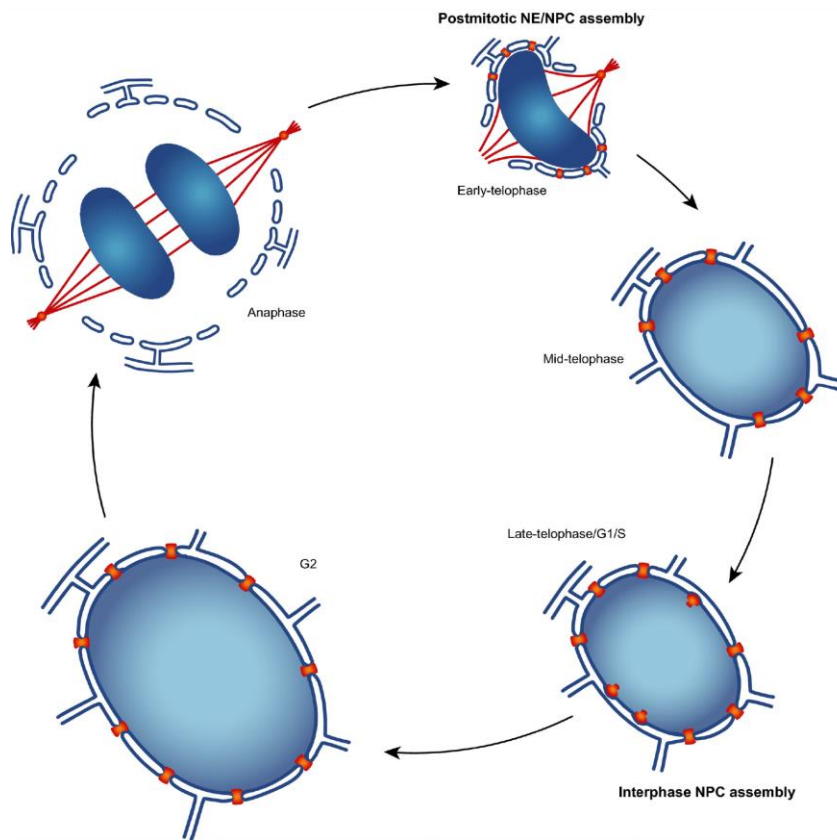 Postmitotic NE/NPC assembly
Early-telophase
Anaphase
Mid-telophase
Late-telophase/G1/S
G2
Interphase NPC assembly